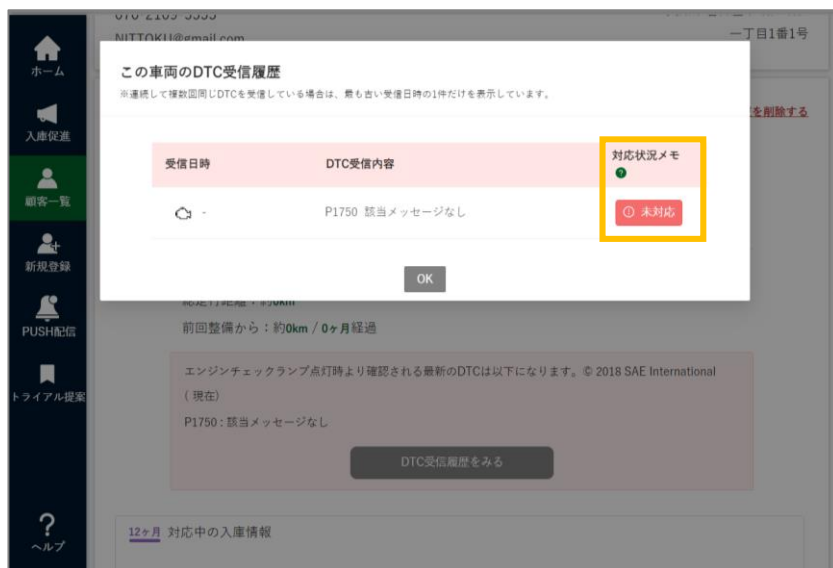 NITTOKU@gmail.com
一丁目1番1号
ホーム
入庫促進
顧客一覧
新規登録
PUSH配信
トライアル提案
ヘルプ
この車両のDTC受信履歴
※連続して複数回同じDTCを受信している場合は、最も古い受信日時の1件だけを表示しています。
を削除する
受信日時
DTC受信内容
対応状況メモ
?
-
P1750 該当メッセージなし
未対応
OK
前回整備から：約0km / 0ヶ月経過
エンジンチェックランプ点灯時より確認される最新のDTCは以下になります。© 2018 SAE International
( 現在)
P1750 : 該当メッセージなし
DTC受信履歴をみる
12ヶ月 対応中の入庫情報